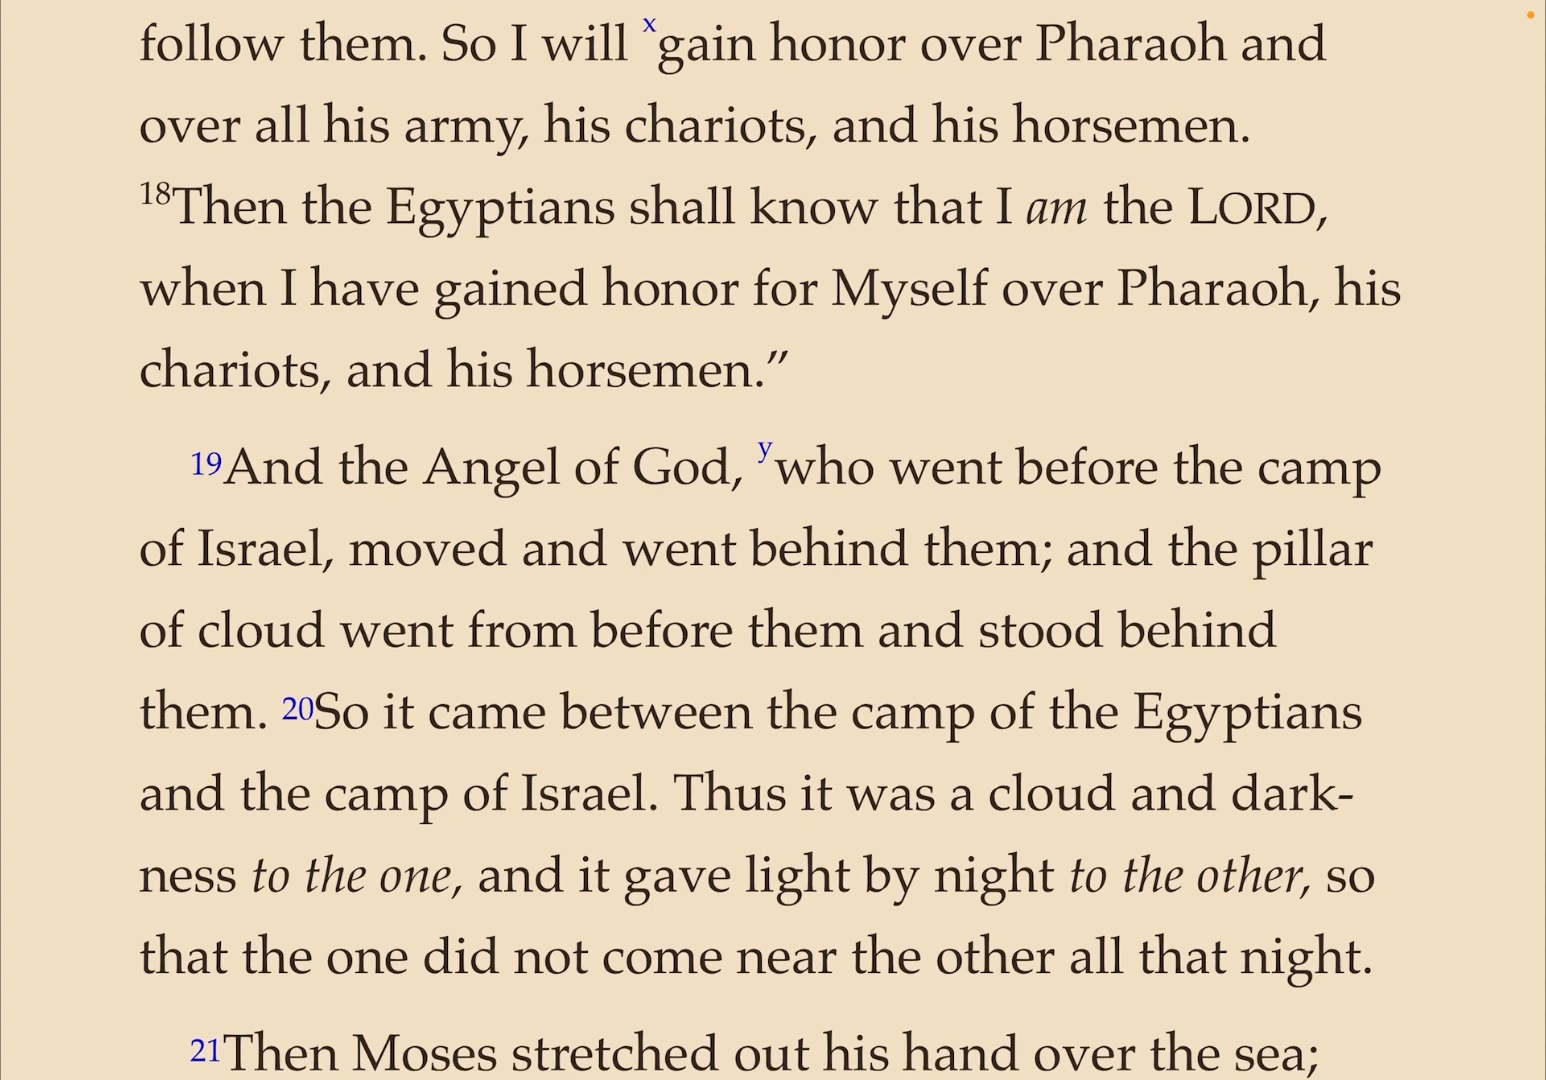 follow them. So I will ˣgain honor over Pharaoh and
over all his army, his chariots, and his horsemen.
¹⁸Then the Egyptians shall know that I am the LORD,
when I have gained honor for Myself over Pharaoh, his
chariots, and his horsemen.”
¹⁹And the Angel of God, ʸwho went before the camp
of Israel, moved and went behind them; and the pillar
of cloud went from before them and stood behind
them. ²⁰So it came between the camp of the Egyptians
and the camp of Israel. Thus it was a cloud and dark-
ness to the one, and it gave light by night to the other, so
that the one did not come near the other all that night.
²¹Then Moses stretched out his hand over the sea;